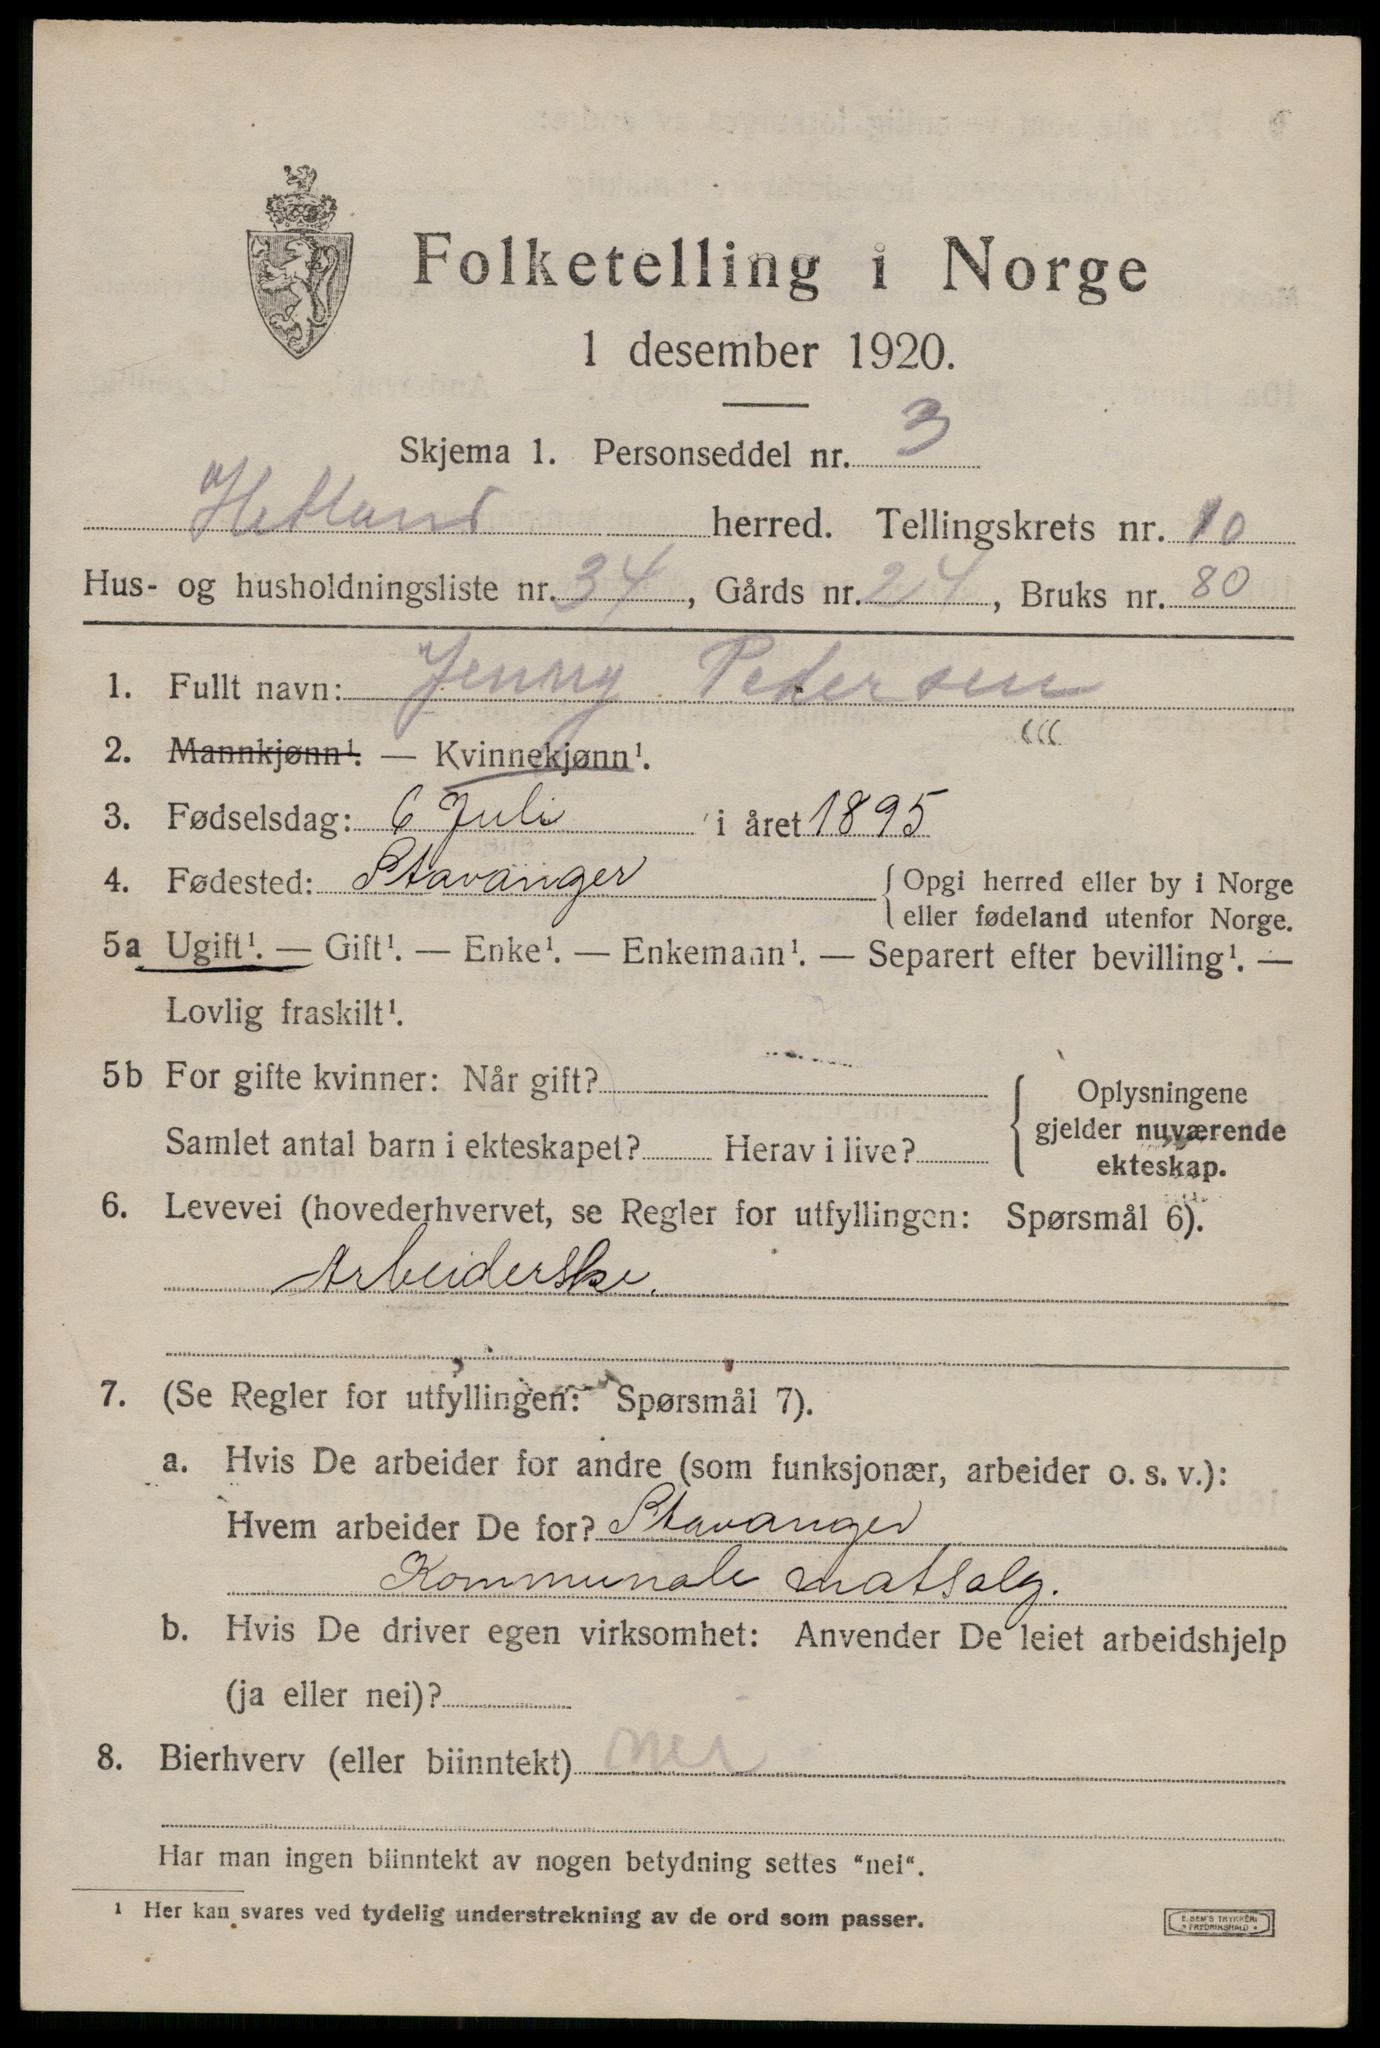 Folketelling i Norge
1 desember 1920.
Skjema 1. Personseddel nr. 3
Hetland herred. Tellingskrets nr. 10
Hus- og husholdningsliste nr. 34, Gårds nr. 24, Bruks nr. 80
1. Fullt navn: Jenny Petersen
2. Mannkjønn¹. — Kvinnekjønn¹.
3. Fødselsdag: 6 Juli i året 1895
4. Fødested: Stavanger { Opgi herred eller by i Norge
eller fødeland utenfor Norge.
5a Ugift¹. — Gift¹. — Enke¹. — Enkemann¹. — Separert efter bevilling¹. —
Lovlig fraskilt¹.
5b For gifte kvinner: Når gift?
Samlet antal barn i ekteskapet? Herav i live?
{ Oplysningene
gjelder nuværende
ekteskap.
6. Levevei (hovederhvervet, se Regler for utfyllingen: Spørsmål 6).
Arbeiderske.
7. (Se Regler for utfyllingen: Spørsmål 7).
a. Hvis De arbeider for andre (som funksjonær, arbeider o. s. v.):
Hvem arbeider De for? Stavanger
Kommunale matsalg.
b. Hvis De driver egen virksomhet: Anvender De leiet arbeidshjelp
(ja eller nei)?
8. Bierhverv (eller biinntekt) nei
Har man ingen biinntekt av nogen betydning settes "nei".
¹ Her kan svares ved tydelig understrekning av de ord som passer.
E. SEM'S TRYKKERI
FREDRIKSHALD